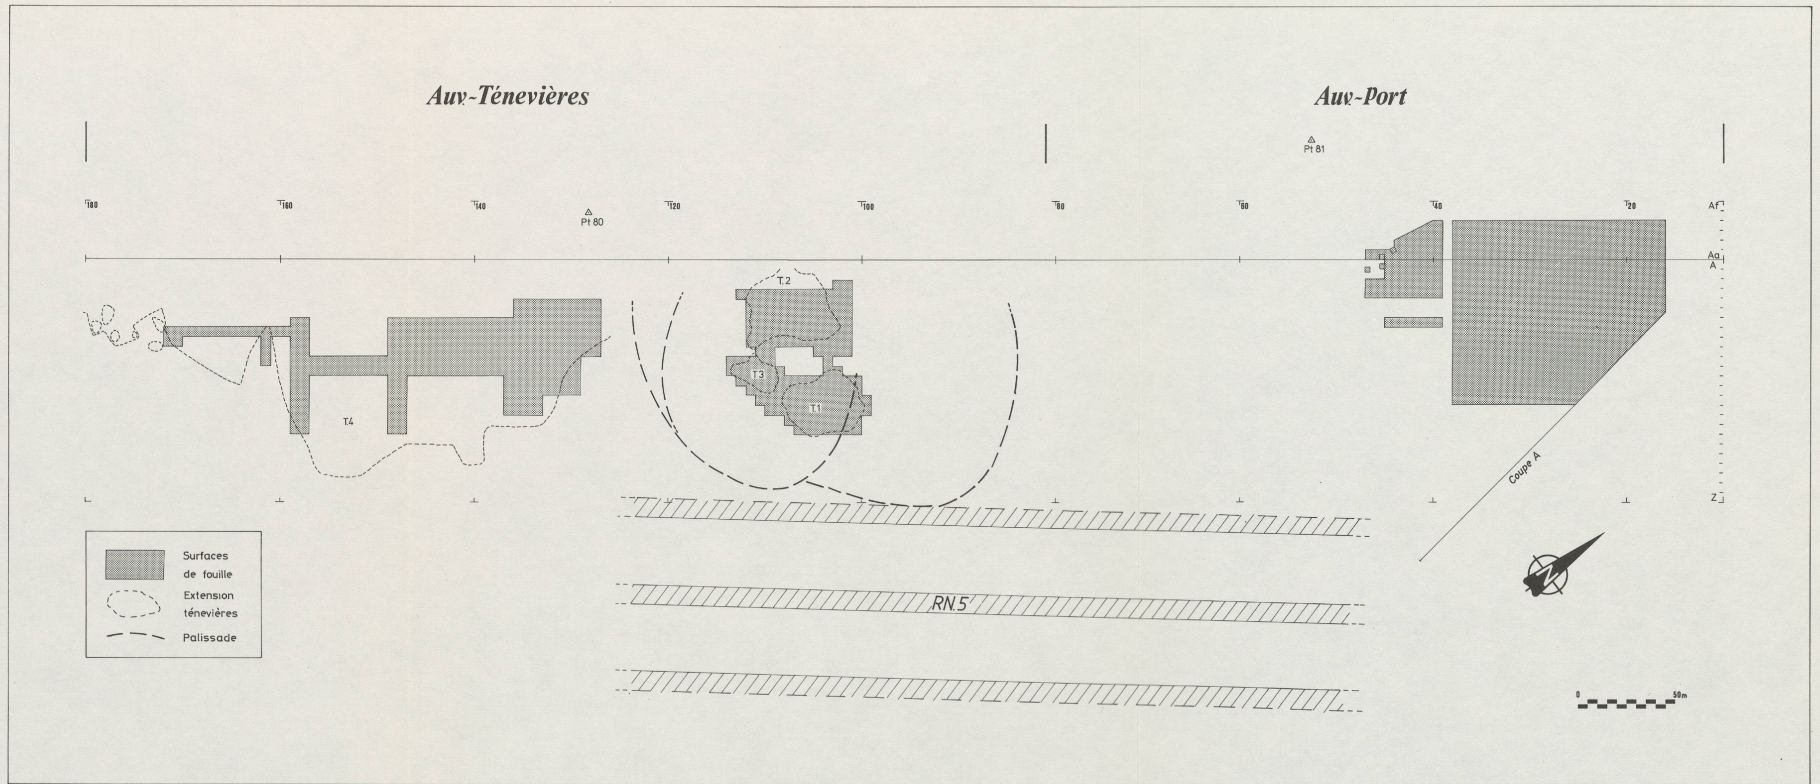 Auv.-Ténevières
Auv.-Port
Pt 81
180
160
140
120
100
80
60
40
20
Af
Pt 80
Aa
A
T.2
T.3
T.1
T.4
Coupe A
Z
Surfaces
de fouille
Extension
ténevières
Palissade
RN.5
N
0
50m